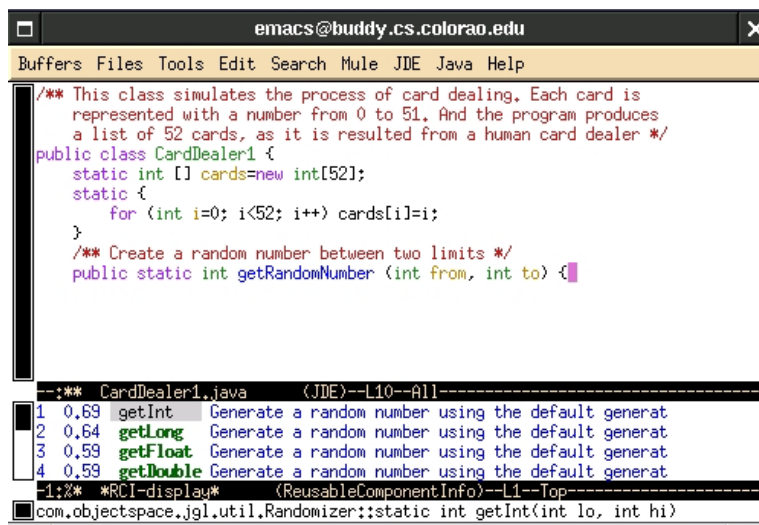 emacs@buddy.cs.colorao.edu
Buffers Files Tools Edit Search Mule JDE Java Help
/** This class simulates the process of card dealing. Each card is
represented with a number from 0 to 51. And the program produces
a list of 52 cards, as it is resulted from a human card dealer */
public class CardDealer1 {
static int [] cards=new int[52];
static {
for (int i=0; i<52; i++) cards[i]=i;
}
/** Create a random number between two limits */
public static int getRandomNumber (int from, int to) {
--:** CardDealer1.java (JDE)--L10--All----------------------------------
1 0.69 getInt Generate a random number using the default generat
2 0.64 getLong Generate a random number using the default generat
3 0.59 getFloat Generate a random number using the default generat
4 0.59 getDouble Generate a random number using the default generat
-1:%* *RCI-display* (ReusableComponentInfo)--L1--Top--------------------
com.objectspace.jgl.util.Randomizer::static int getInt(int lo, int hi)